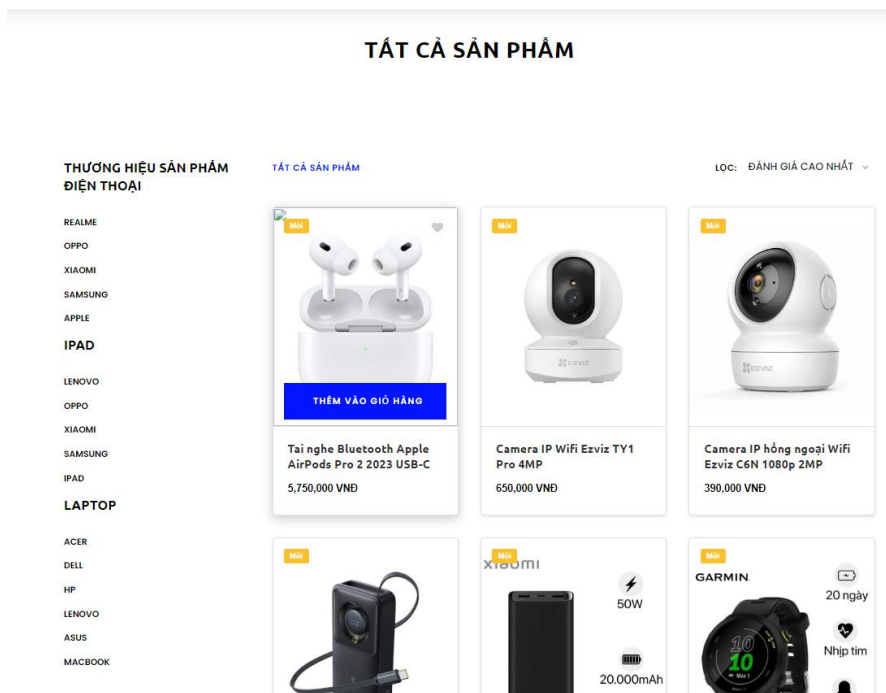 TẤT CẢ SẢN PHẨM
THƯƠNG HIỆU SẢN PHẨM
ĐIỆN THOẠI
REALME
OPPO
XIAOMI
SAMSUNG
APPLE
IPAD
LENOVO
OPPO
XIAOMI
SAMSUNG
IPAD
LAPTOP
ACER
DELL
HP
LENOVO
ASUS
MACBOOK
TẤT CẢ SẢN PHẨM
LỌC: ĐÁNH GIÁ CAO NHẤT
Mới
THÊM VÀO GIỎ HÀNG
Tai nghe Bluetooth Apple
AirPods Pro 2 2023 USB-C
5,750,000 VNĐ
Mới
EZVIZ
Camera IP Wifi Ezviz TY1
Pro 4MP
650,000 VNĐ
Mới
EZVIZ
Camera IP hồng ngoại Wifi
Ezviz C6N 1080p 2MP
390,000 VNĐ
Mới
Mới
xiaomi
50W
20.000mAh
Mới
GARMIN
20 ngày
Nhịp tim
10
10